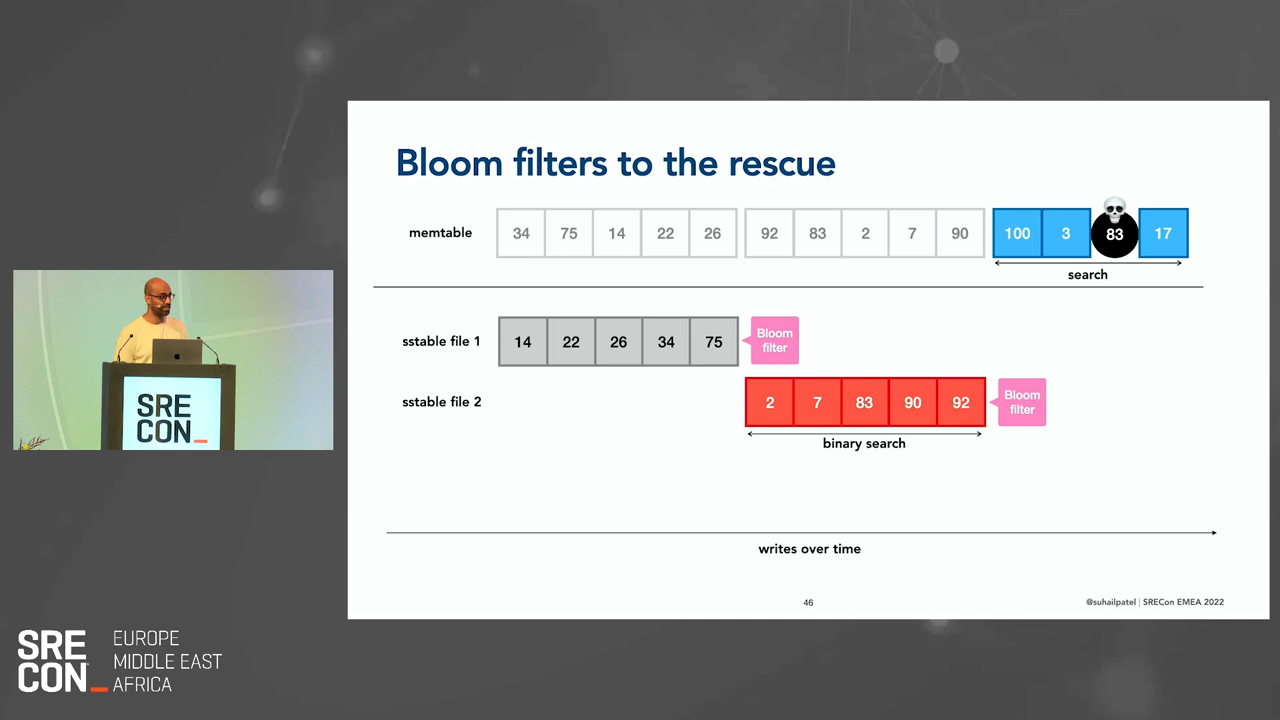 Bloom filters to the rescue
memtable
34 75 14 22 26 92 83 2 7 90 100 3 83 17
search
sstable file 1
14 22 26 34 75
Bloom
filter
sstable file 2
2 7 83 90 92
Bloom
filter
binary search
writes over time
46
@suhailpatel | SRECon EMEA 2022
SRE
CON_
SRE
CON_
EUROPE
MIDDLE EAST
AFRICA